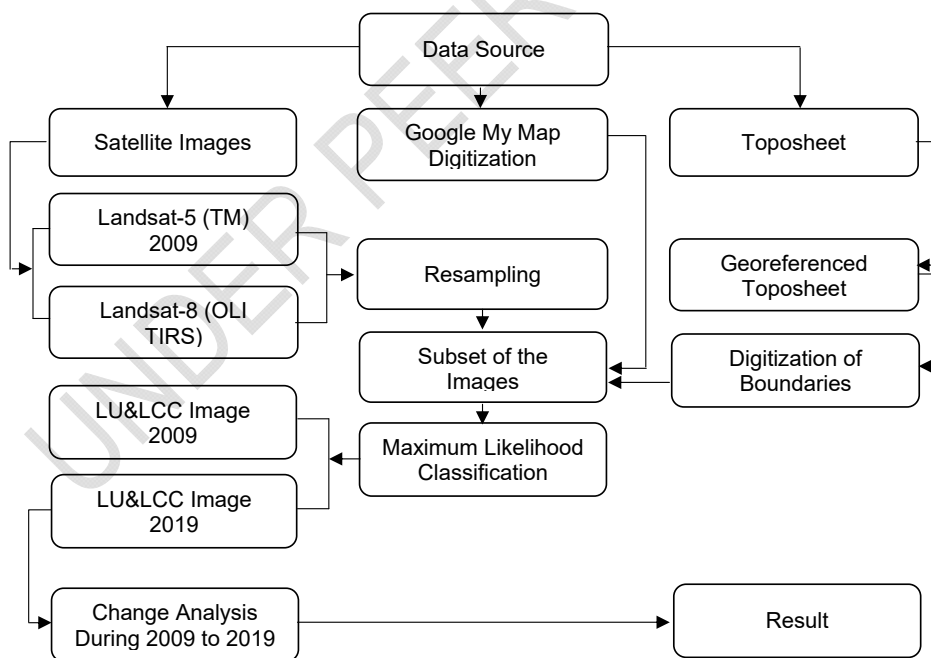 Data Source
Satellite Images
Google My Map
Digitization
Toposheet
Landsat-5 (TM)
2009
Resampling
Georeferenced
Toposheet
Landsat-8 (OLI
TIRS)
Subset of the
Images
Digitization of
Boundaries
LU&LCC Image
2009
Maximum Likelihood
Classification
LU&LCC Image
2019
Change Analysis
During 2009 to 2019
Result
UNDER PEER